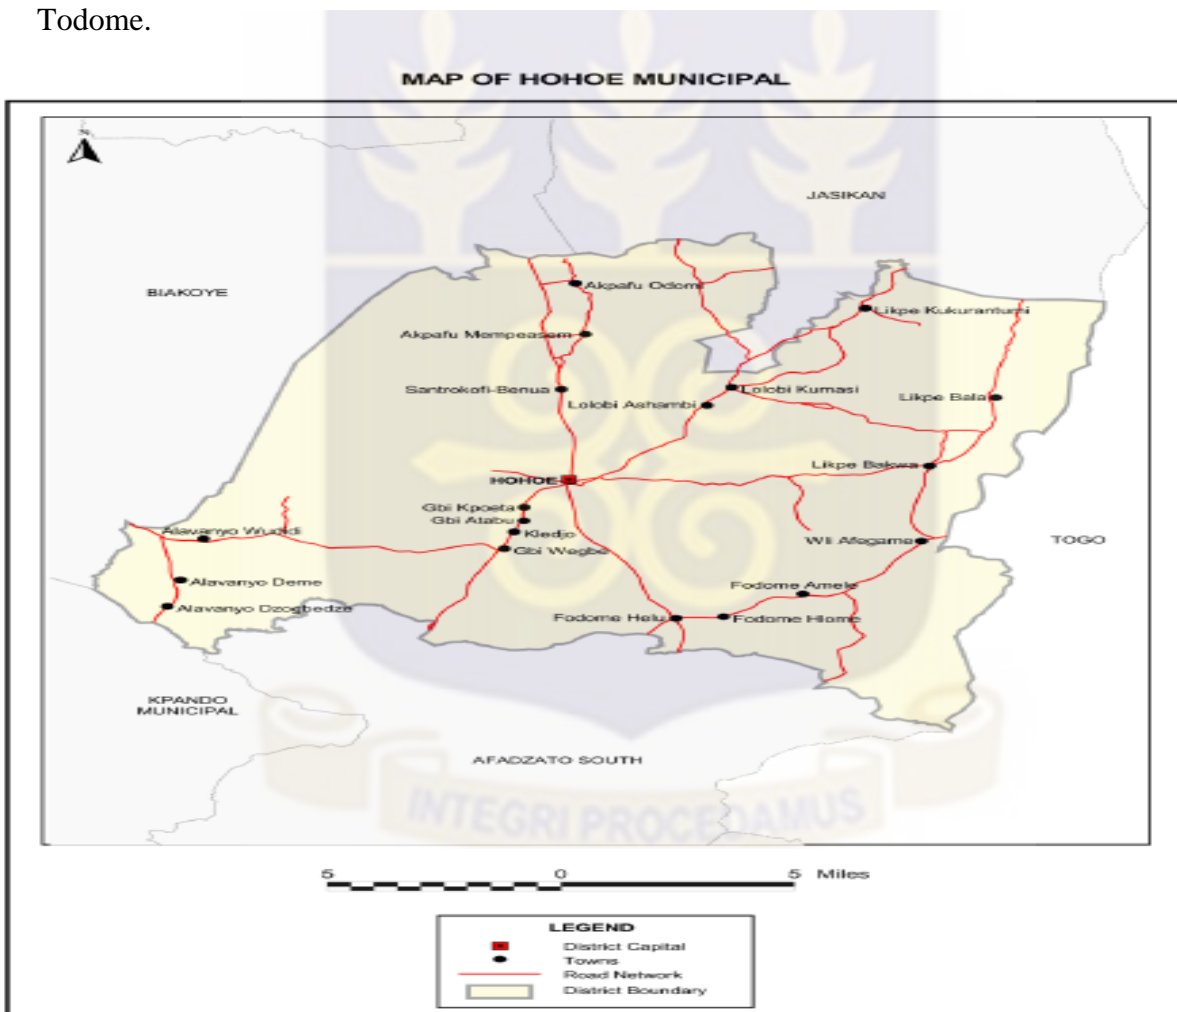 Todome.
MAP OF HOHOE MUNICIPAL
N
JASIKAN
BIAKOYE
Akpafu Odomi
Likpe Kukurantumi
Akpafu Mempeasem
Santrokofi-Benua
Lolobi Kumasi
Lolobi Ashambi
Likpe Bala
Likpe Bakwa
HOHOE
Gbi Kpoeta
Gbi Atabu
Kledjo
Gbi Wegbe
Alavanyo Wudidi
Wli Afegame
TOGO
Alavanyo Deme
Fodome Amele
Alavanyo Dzogbedze
Fodome Helu
Fodome Hlome
KPANDO
MUNICIPAL
AFADZATO SOUTH
INTEGRI PROCEDAMUS
5 0 5 Miles
LEGEND
District Capital
Towns
Road Network
District Boundary